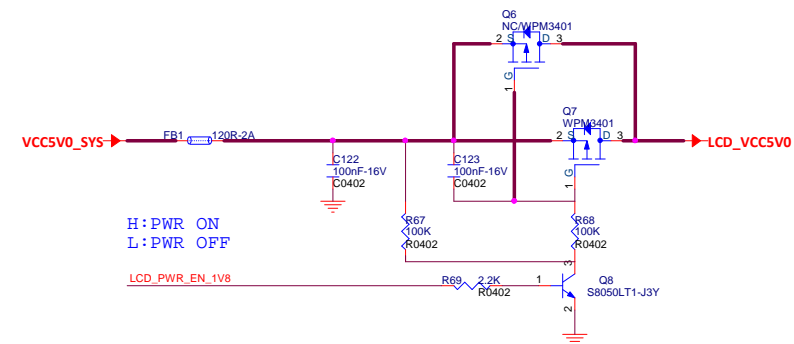 Q6
NC/WPM3401
2 S D 3
G
1
Q7
WPM3401
VCC5V0_SYS
FB1 120R-2A
2 S D 3
LCD_VCC5V0
G
1
C122
100nF-16V
C0402
C123
100nF-16V
C0402
H:PWR ON
L:PWR OFF
R67
100K
R0402
R68
100K
R0402
LCD_PWR_EN_1V8
R69 2.2K
R0402
1
3
2
Q8
S8050LT1-J3Y